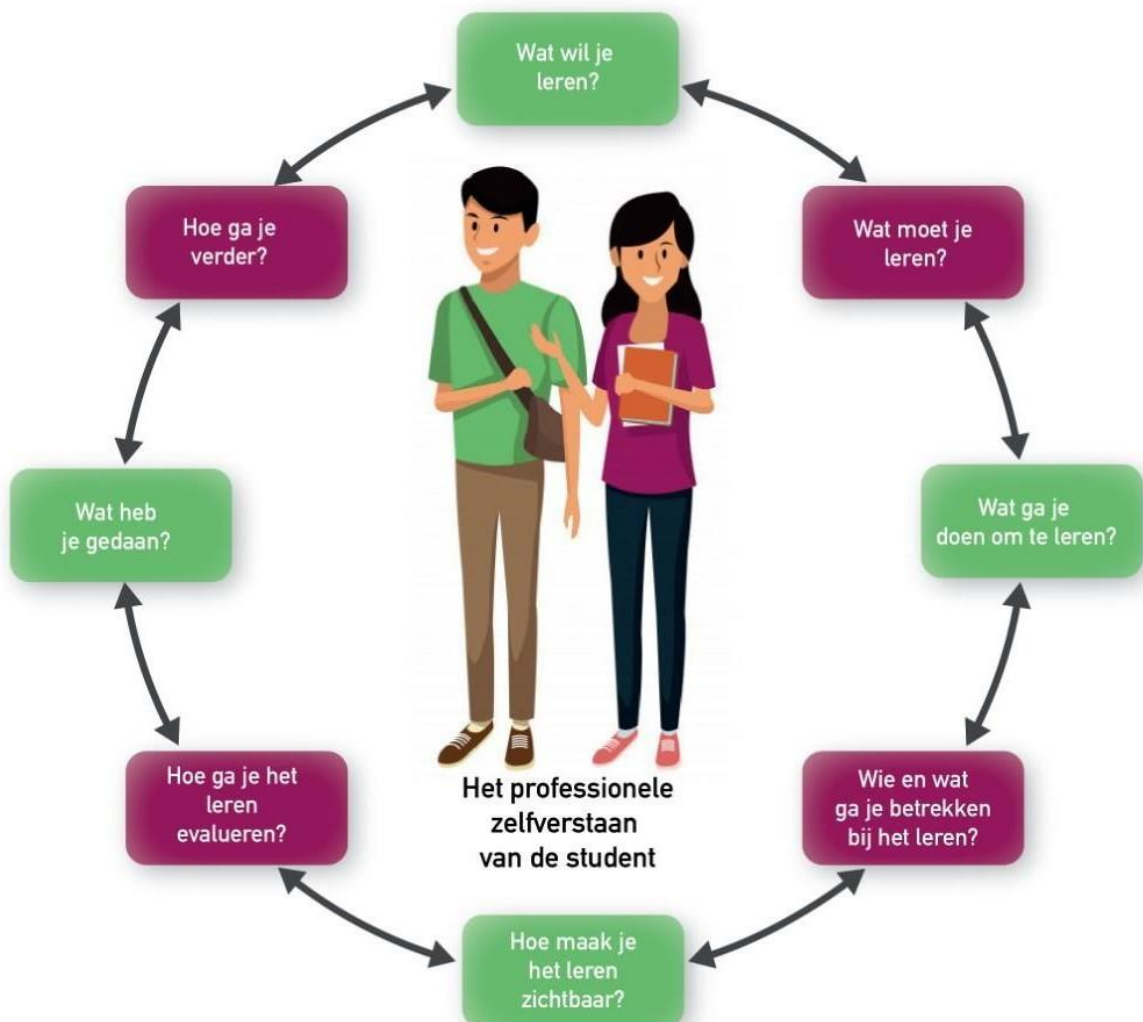 Wat wil je
leren?
Wat moet je
leren?
Wat ga je
doen om te leren?
Wie en wat
ga je betrekken
bij het leren?
Hoe maak je
het leren
zichtbaar?
Hoe ga je het
leren
evalueren?
Wat heb
je gedaan?
Hoe ga je
verder?
Het professionele
zelfverstaan
van de student